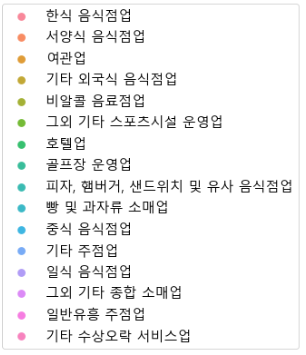 한식 음식점업
서양식 음식점업
여관업
기타 외국식 음식점업
비알콜 음료점업
그외 기타 스포츠시설 운영업
호텔업
골프장 운영업
피자, 햄버거, 샌드위치 및 유사 음식점업
빵 및 과자류 소매업
중식 음식점업
기타 주점업
일식 음식점업
그외 기타 종합 소매업
일반유흥 주점업
기타 수상오락 서비스업